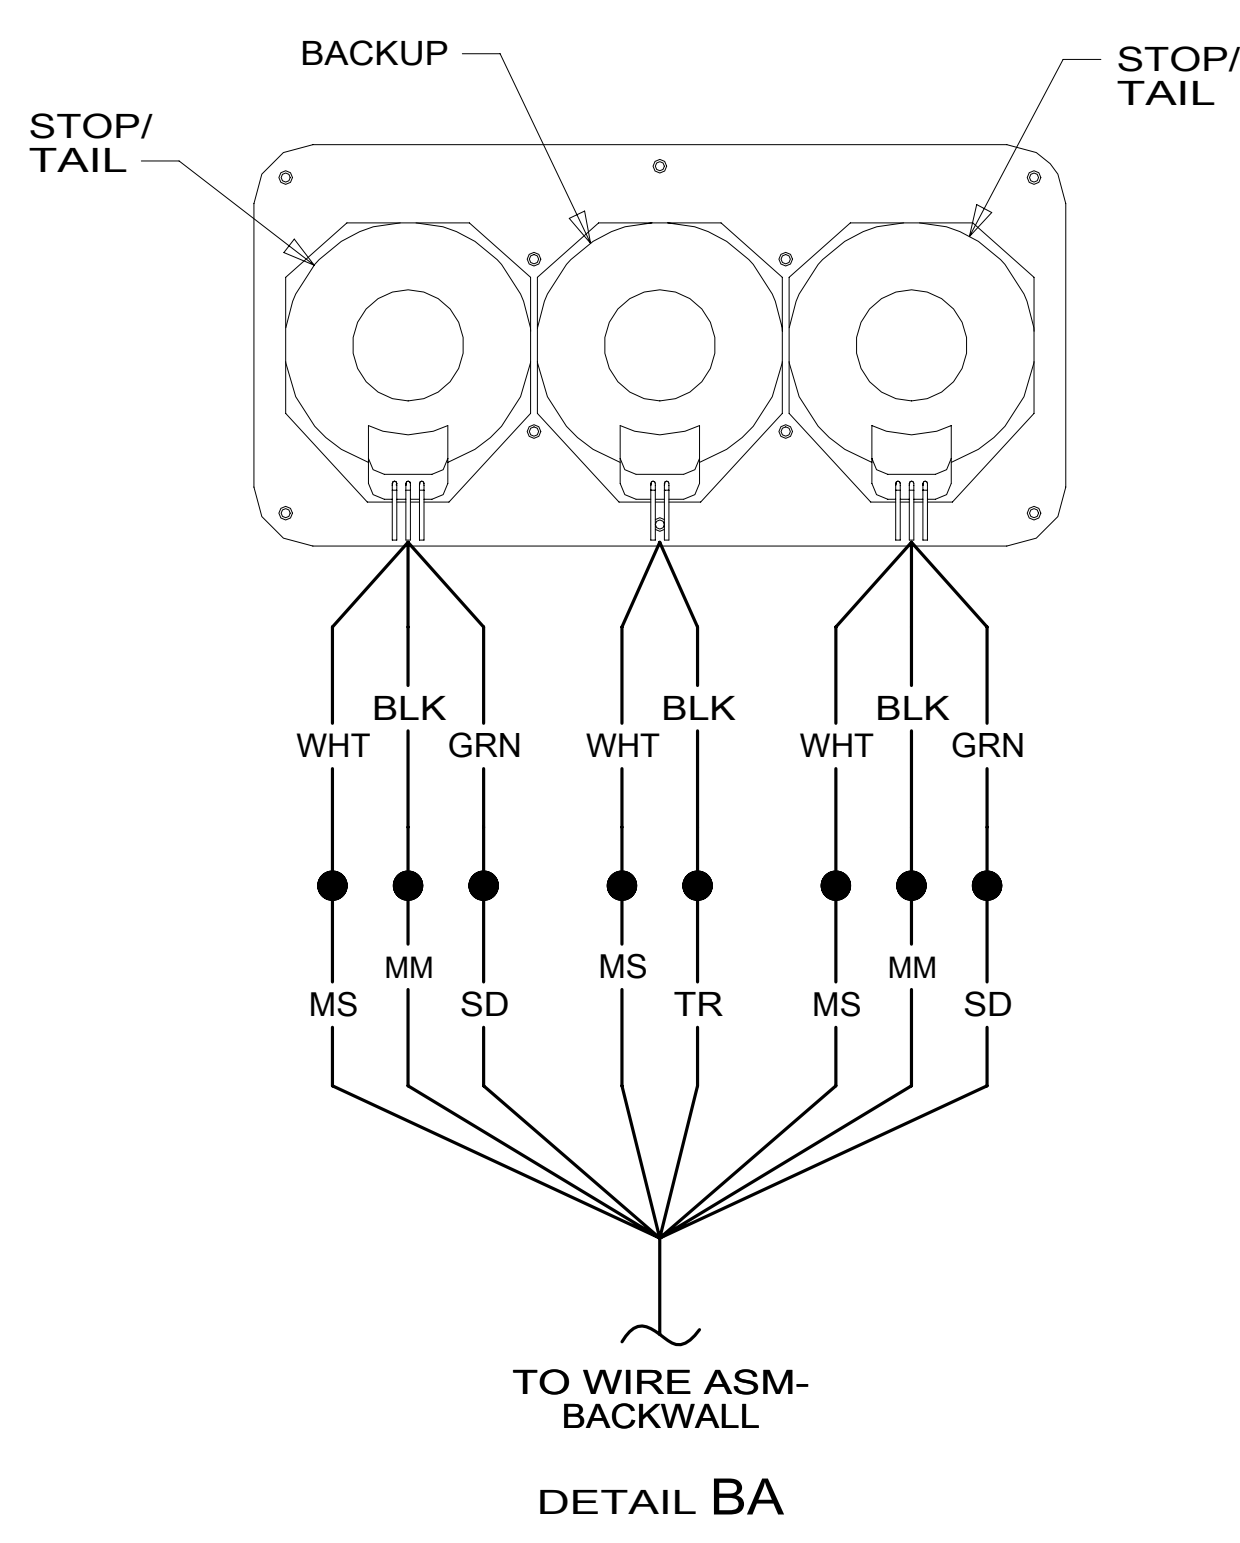 BACKUP
STOP/
TAIL
STOP/
TAIL
BLK
BLK
BLK
WHT
GRN
WHT
WHT
GRN
MM
MS
MM
MS
SD
TR
MS
SD
TO WIRE ASM-
BACKWALL
DETAIL BA